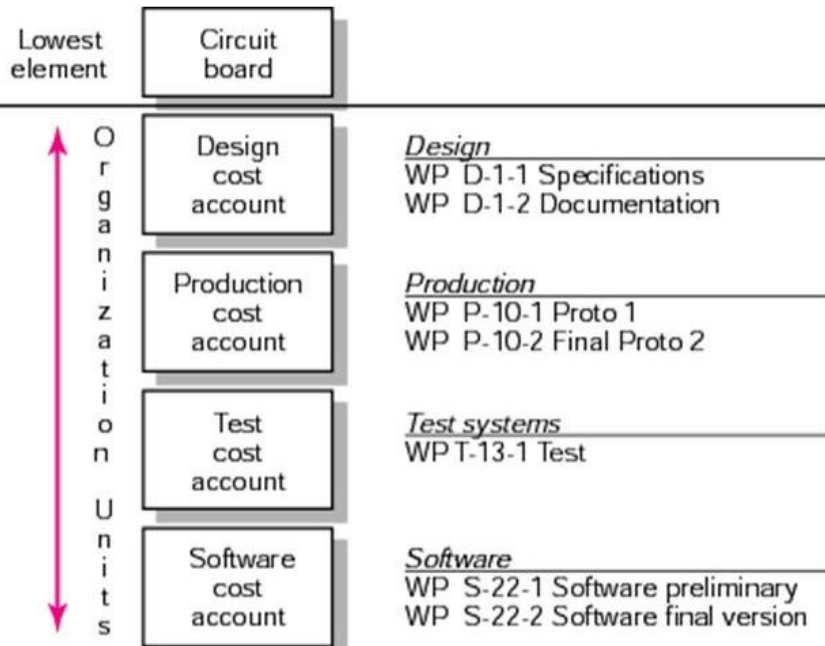 Lowest
element
Circuit
board
Organization Units
Design
cost
account
Design
WP D-1-1 Specifications
WP D-1-2 Documentation
Production
cost
account
Production
WP P-10-1 Proto 1
WP P-10-2 Final Proto 2
Test
cost
account
Test systems
WP T-13-1 Test
Software
cost
account
Software
WP S-22-1 Software preliminary
WP S-22-2 Software final version